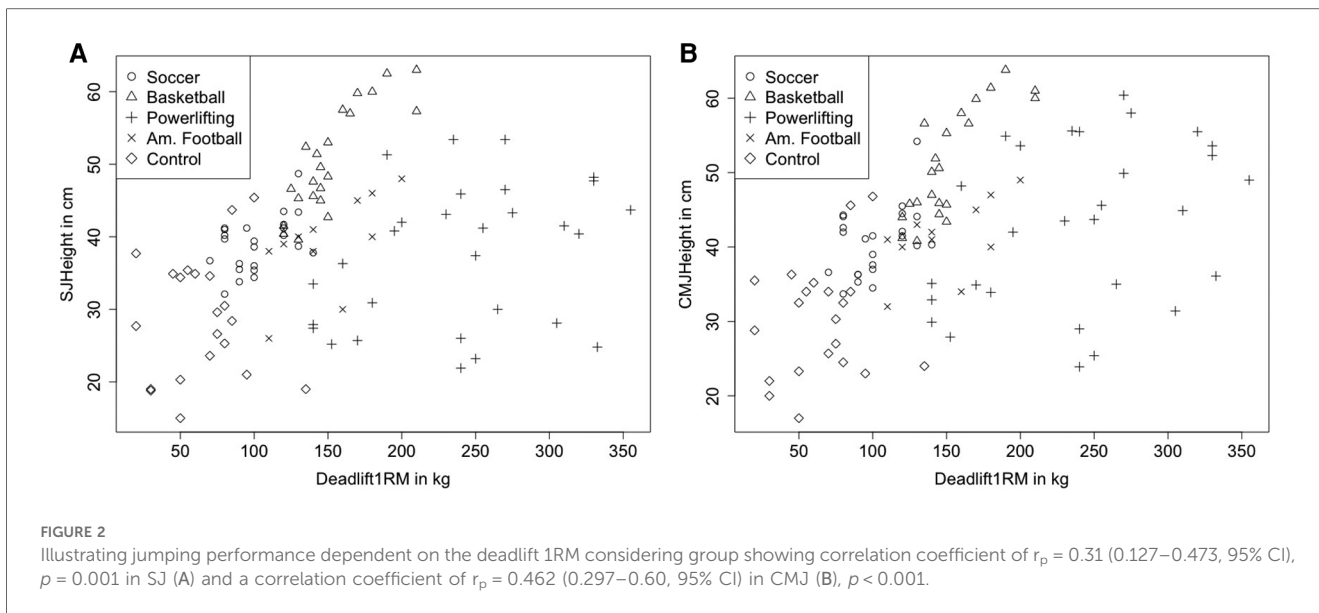 A
Soccer
Basketball
Powerlifting
Am. Football
Control
SJHeight in cm
60
50
40
30
20
50 100 150 200 250 300 350
Deadlift1RM in kg
B
Soccer
Basketball
Powerlifting
Am. Football
Control
CMJHeight in cm
60
50
40
30
20
50 100 150 200 250 300 350
Deadlift1RM in kg
FIGURE 2
Illustrating jumping performance dependent on the deadlift 1RM considering group showing correlation coefficient of rp = 0.31 (0.127–0.473, 95% CI),
p = 0.001 in SJ (A) and a correlation coefficient of rp = 0.462 (0.297–0.60, 95% CI) in CMJ (B), p < 0.001.